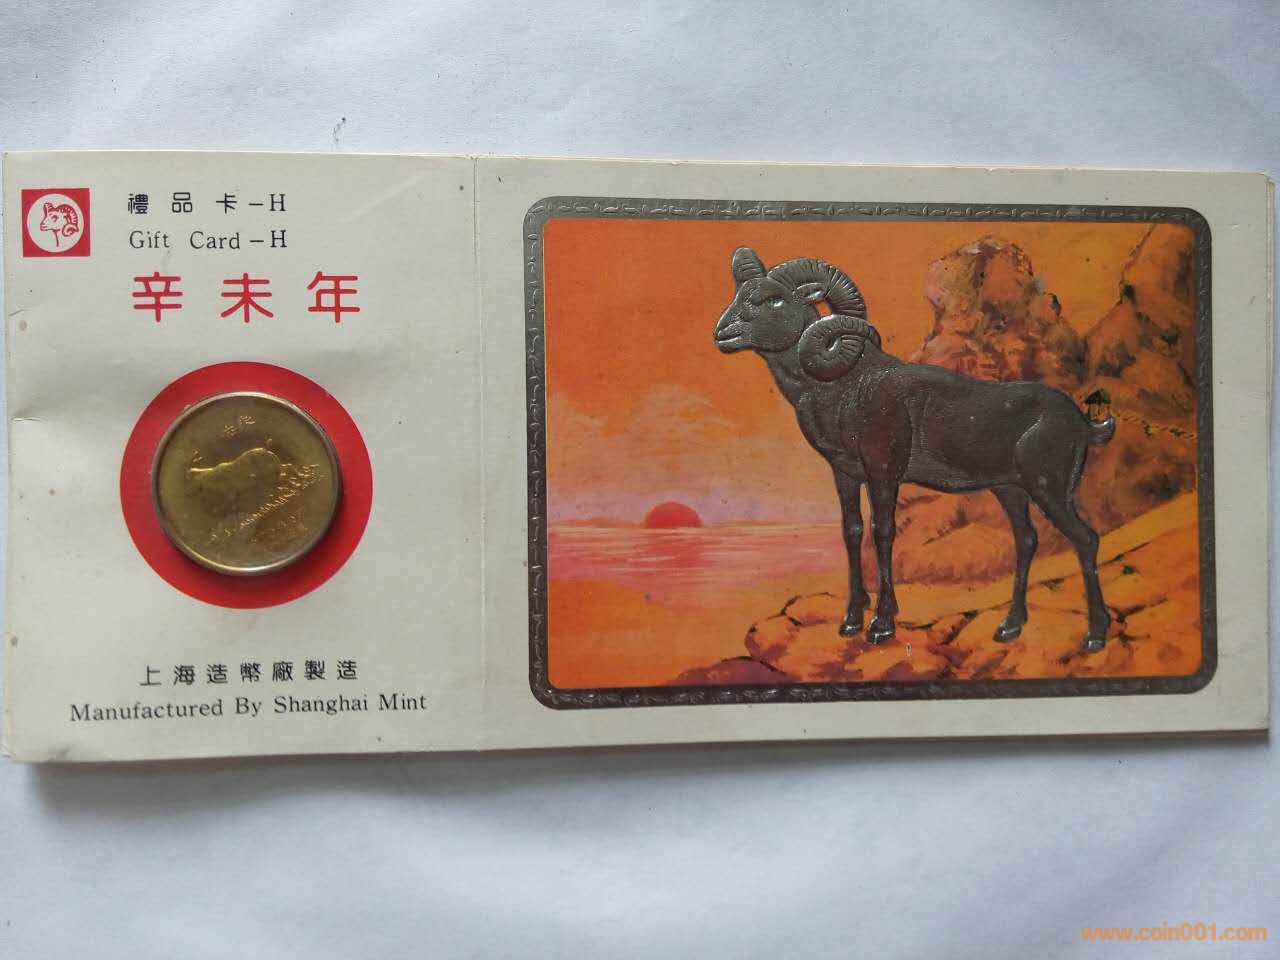 禮品卡-H
Gift Card-H
辛未年
上海造幣廠製造
Manufactured By Shanghai Mint
www.coin001.com